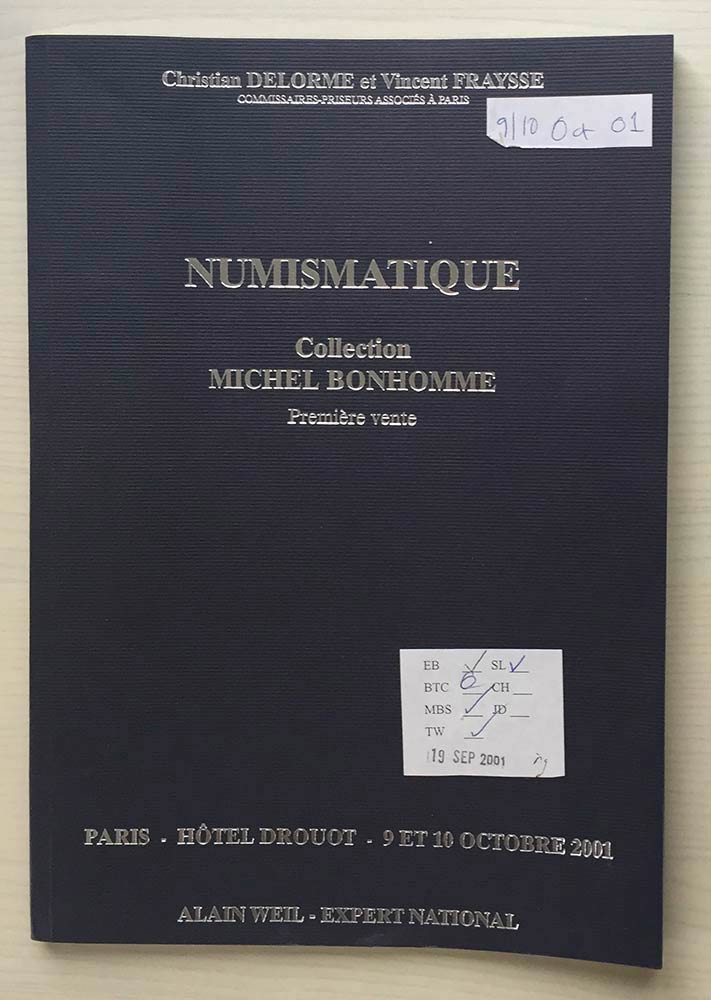 Christian DELORME et Vincent FRAYSSE
COMMISSAIRES-PRISEURS ASSOCIÉS À PARIS
9/10 Oct 01
NUMISMATIQUE
Collection
MICHEL BONHOMME
Première vente
EB ✓ SL ✓
BTC CH
MBS ✓ JD
TW ✓
19 SEP 2001
PARIS - HÔTEL DROUOT - 9 ET 10 OCTOBRE 2001
ALAIN WEIL - EXPERT NATIONAL